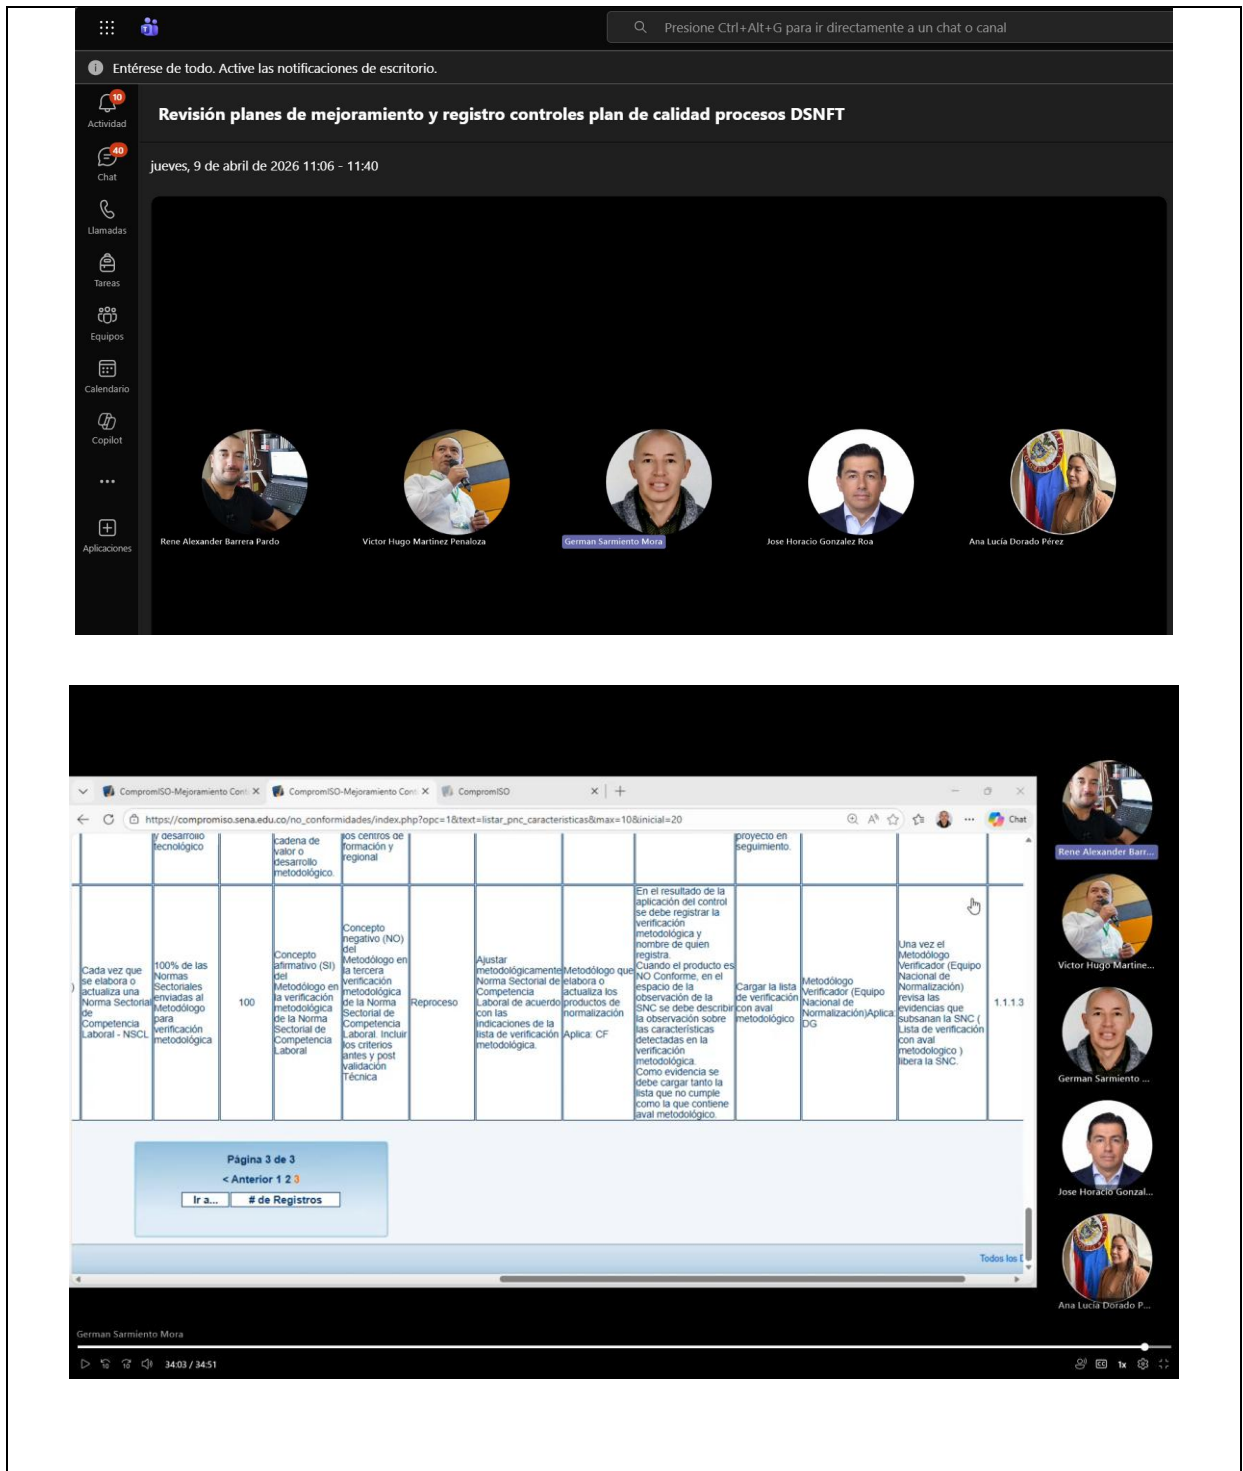 Presione Ctrl+Alt+G para ir directamente a un chat o canal
Entérese de todo. Active las notificaciones de escritorio.
10
Actividad
Revisión planes de mejoramiento y registro controles plan de calidad procesos DSNFT
40
Chat
jueves, 9 de abril de 2026 11:06 - 11:40
Llamadas
Tareas
Equipos
Calendario
Copilot
Aplicaciones
Rene Alexander Barrera Pardo
Victor Hugo Martinez Penaloza
German Sarmiento Mora
Jose Horacio Gonzalez Roa
Ana Lucía Dorado Pérez
CompromISO-Mejoramiento Cont
CompromISO-Mejoramiento Cont
CompromISO
https://compromiso.sena.edu.co/no_conformidades/index.php?opc=1&text=listar_pnc_caracteristicas&max=10&inicial=20
Chat
y desarrollo
tecnológico
cadena de
valor o
desarrollo
metodológico.
los centros de
formación y
regional
proyecto en
seguimiento.
)
Cada vez que
se elabora o
actualiza una
Norma Sectorial
de
Competencia
Laboral - NSCL
100% de las
Normas
Sectoriales
enviadas al
Metodólogo
para
verificación
metodológica
100
Concepto
afirmativo (SI)
del
Metodólogo en
la verificación
metodológica
de la Norma
Sectorial de
Competencia
Laboral
Concepto
negativo (NO)
del
Metodólogo en
la tercera
verificación
metodológica
de la Norma
Sectorial de
Competencia
Laboral. Incluir
los criterios
antes y post
validación
Técnica
Reproceso
Ajustar
metodológicamente
Norma Sectorial de
Competencia
Laboral de acuerdo
con las
indicaciones de la
lista de verificación
metodológica.
Metodólogo que
elabora o
actualiza los
productos de
normalización
Aplica: CF
En el resultado de la
aplicación del control
se debe registrar la
verificación
metodológica y
nombre de quien
registra.
Cuando el producto es
NO Conforme, en el
espacio de la
observación de la
SNC se debe describir
la observación sobre
las características
detectadas en la
verificación
metodológica.
Como evidencia se
debe cargar tanto la
lista que no cumple
como la que contiene
aval metodológico.
Cargar la lista
de verificación
con aval
metodológico
Metodólogo
Verificador (Equipo
Nacional de
Normalización)Aplica:
DG
Una vez el
Metodólogo
Verificador (Equipo
Nacional de
Normalización)
revisa las
evidencias que
subsanan la SNC (
Lista de verificación
con aval
metodologico )
libera la SNC.
1.1.1.3
Página 3 de 3
< Anterior 1 2 3
Ir a...
# de Registros
Todos los D
Rene Alexander Barr...
Victor Hugo Martine...
German Sarmiento ...
Jose Horacio Gonzal...
Ana Lucía Dorado P...
German Sarmiento Mora
10
10
34:03 / 34:51
CC
1x